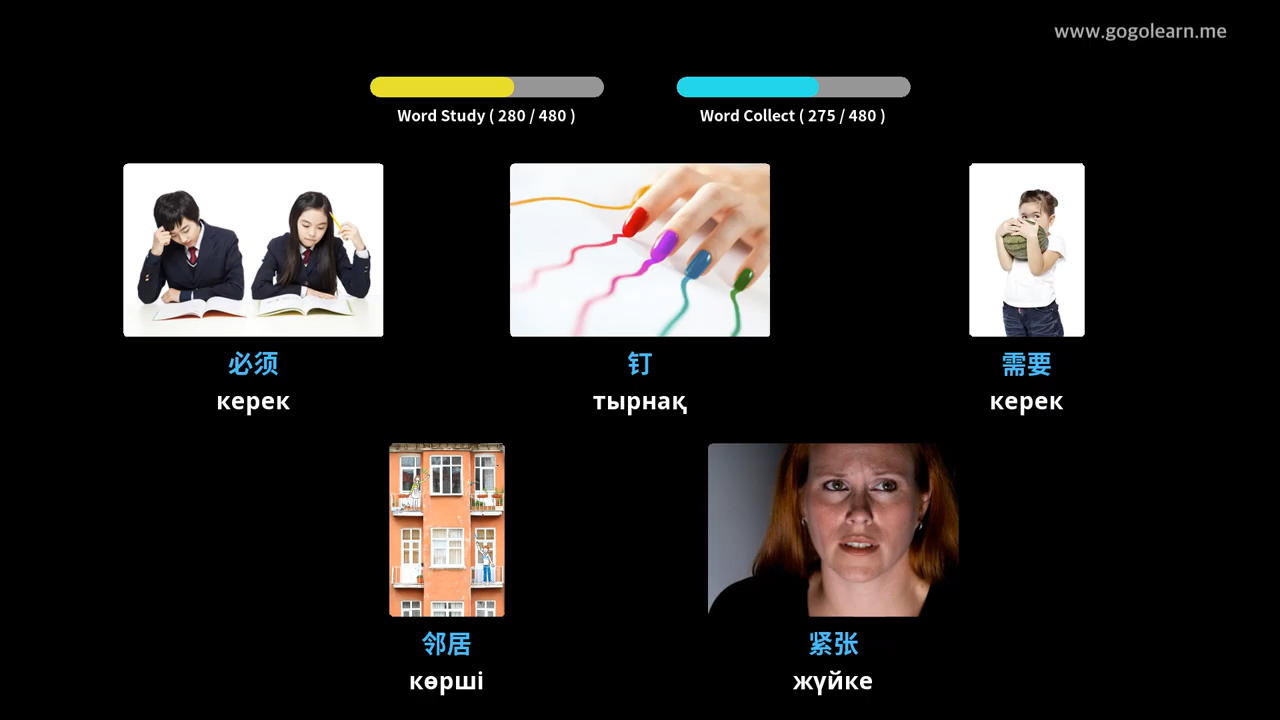 www.gogolearn.me
Word Study ( 280 / 480 )
Word Collect ( 275 / 480 )
必须
керек
钉
тырнақ
需要
керек
邻居
көрші
紧张
жүйке